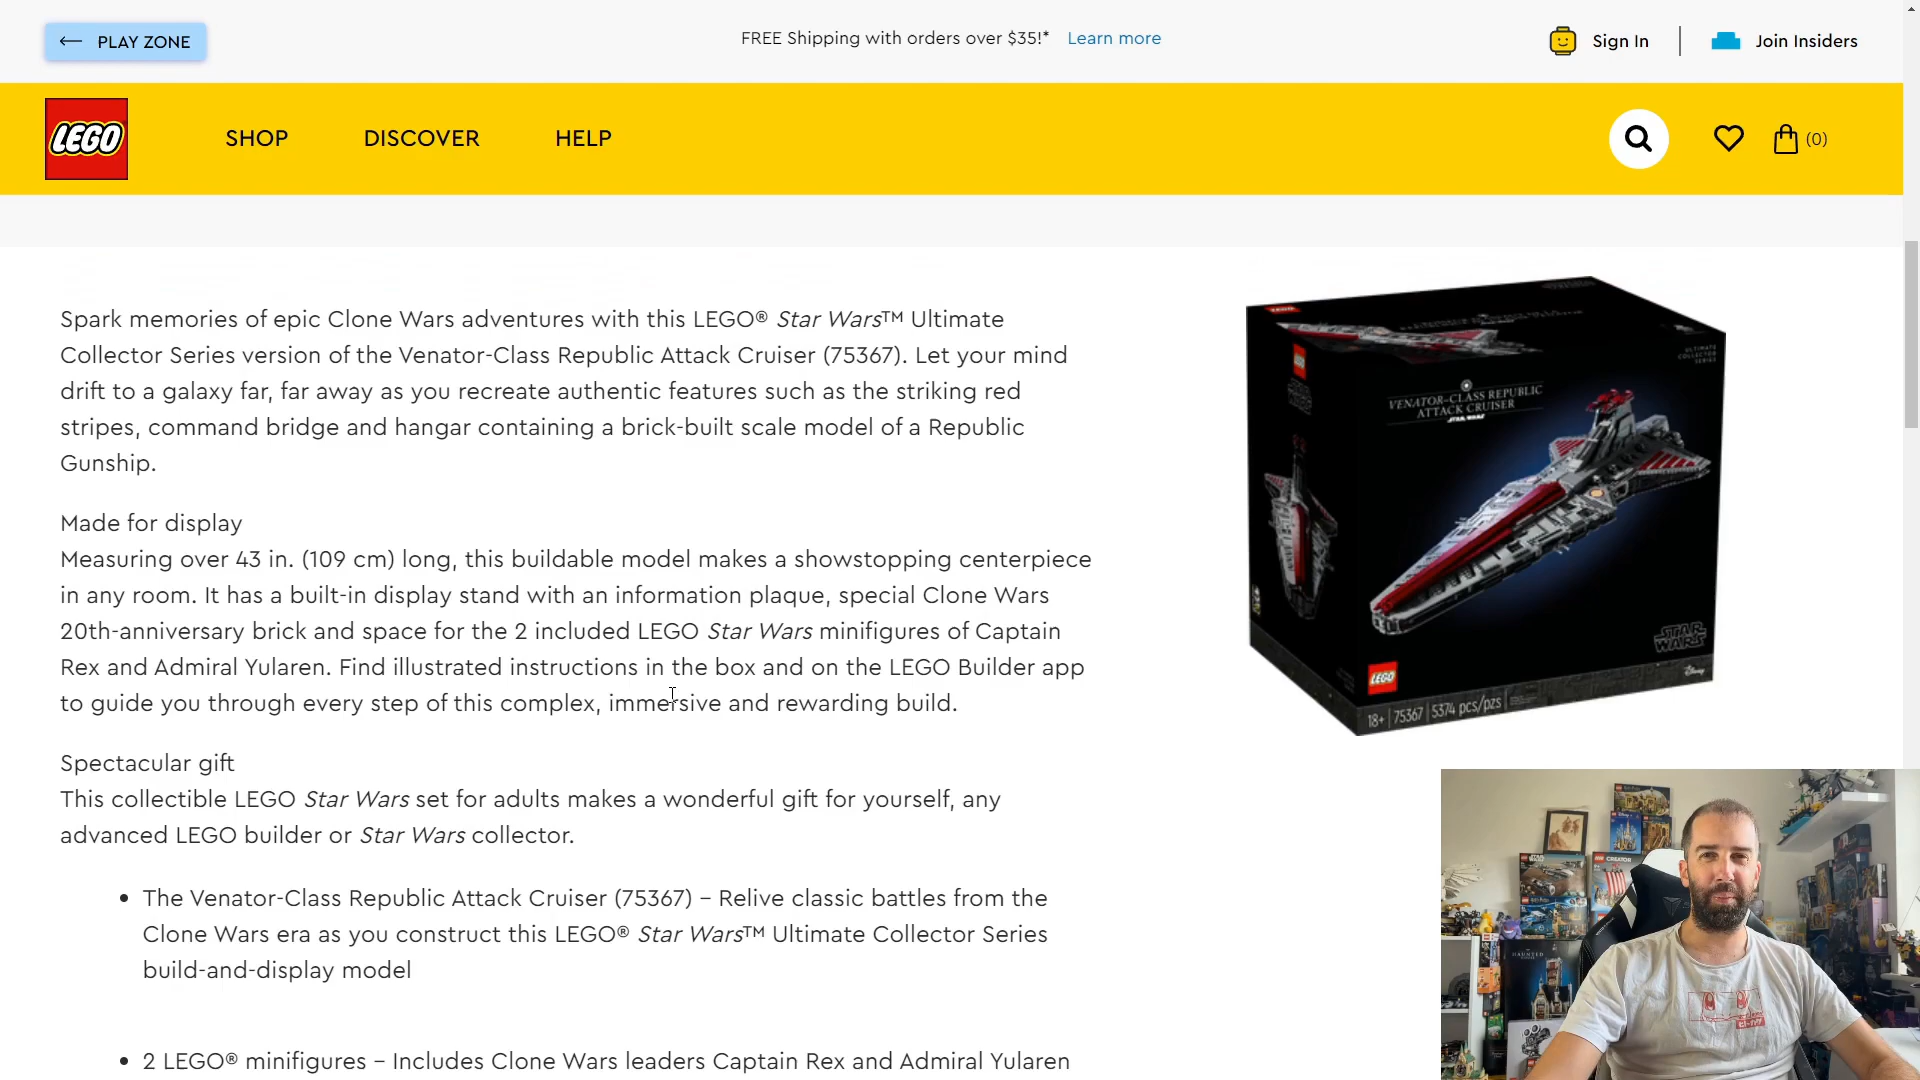 PLAY ZONE
FREE Shipping with orders over $35!* Learn more
Sign In
Join Insiders
LEGO
SHOP
DISCOVER
HELP
(0)
Spark memories of epic Clone Wars adventures with this LEGO® Star Wars™ Ultimate
Collector Series version of the Venator-Class Republic Attack Cruiser (75367). Let your mind
drift to a galaxy far, far away as you recreate authentic features such as the striking red
stripes, command bridge and hangar containing a brick-built scale model of a Republic
Gunship.
Made for display
Measuring over 43 in. (109 cm) long, this buildable model makes a showstopping centerpiece
in any room. It has a built-in display stand with an information plaque, special Clone Wars
20th-anniversary brick and space for the 2 included LEGO Star Wars minifigures of Captain
Rex and Admiral Yularen. Find illustrated instructions in the box and on the LEGO Builder app
to guide you through every step of this complex, immersive and rewarding build.
Spectacular gift
This collectible LEGO Star Wars set for adults makes a wonderful gift for yourself, any
advanced LEGO builder or Star Wars collector.
• The Venator-Class Republic Attack Cruiser (75367) – Relive classic battles from the
Clone Wars era as you construct this LEGO® Star Wars™ Ultimate Collector Series
build-and-display model
• 2 LEGO® minifigures – Includes Clone Wars leaders Captain Rex and Admiral Yularen
ULTIMATE
COLLECTOR
SERIES
VENATOR-CLASS REPUBLIC
ATTACK CRUISER
STAR WARS
STAR
WARS
LEGO
Disney
18+ 75367 5374 pcs/pzs
CREATOR
HAUNTED